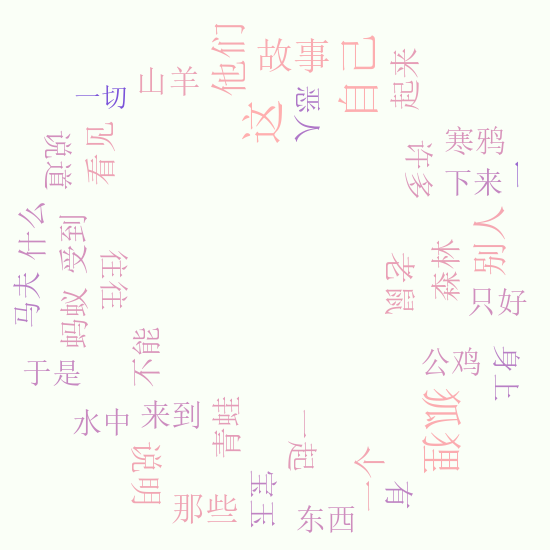 他们
故事
自己
起来
山羊
一切
恶人
这
看见
许多
寒鸦
下来
一
什么
受到
往往
别人
森林
老鼠
马夫
蚂蚁
只好
不能
于是
公鸡
身上
狐狸
水中
来到
青蛙
一起
一个
说明
那些
宝玉
东西
有